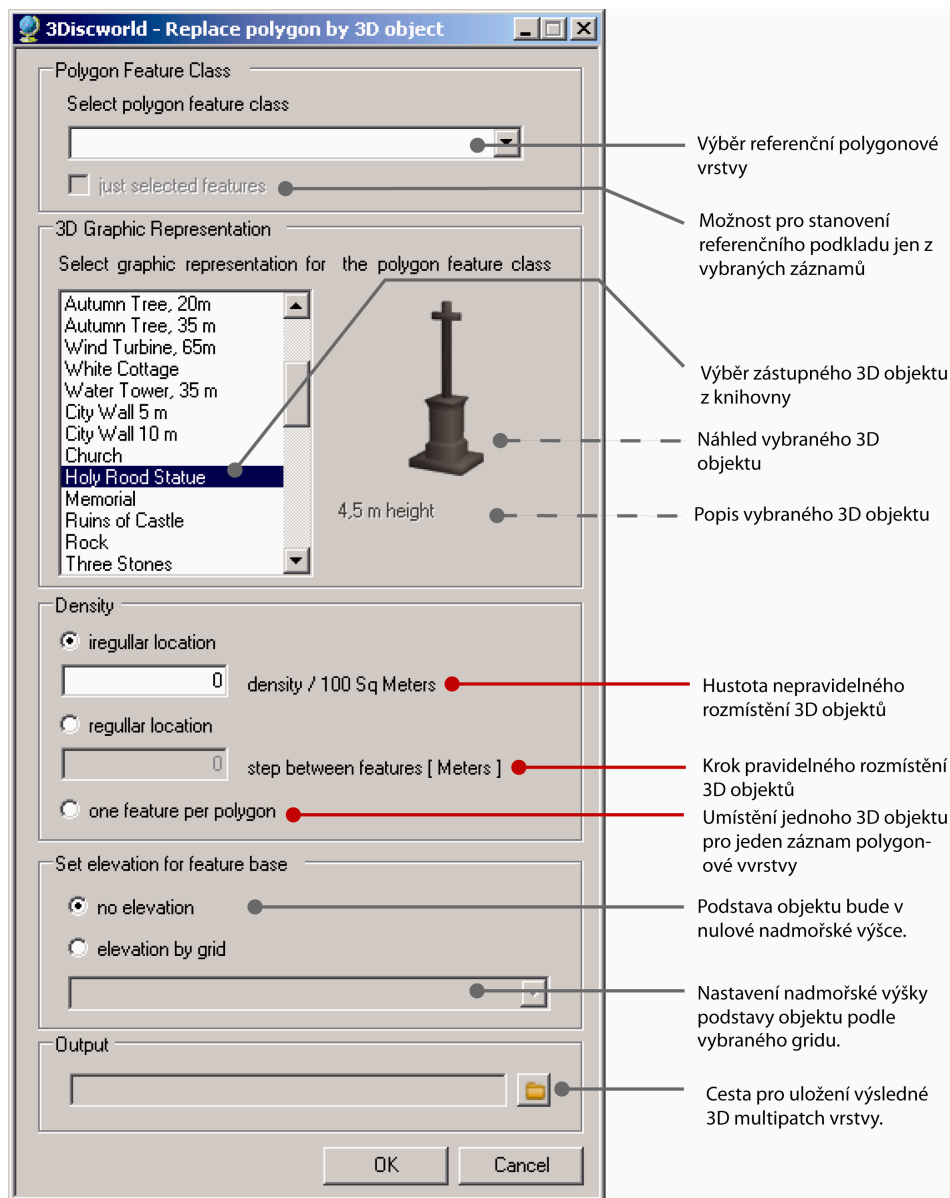 3Discworld - Replace polygon by 3D object
Polygon Feature Class
Select polygon feature class
just selected features
3D Graphic Representation
Select graphic representation for the polygon feature class
Autumn Tree, 20m
Autumn Tree, 35 m
Wind Turbine, 65m
White Cottage
Water Tower, 35 m
City Wall 5 m
City Wall 10 m
Church
Holy Rood Statue
Memorial
Ruins of Castle
Rock
Three Stones
4,5 m height
Density
iregullar location
0
density / 100 Sq Meters
regullar location
0
step between features [ Meters ]
one feature per polygon
Set elevation for feature base
no elevation
elevation by grid
Output
OK
Cancel
Výběr referenční polygonové
vrstvy
Možnost pro stanovení
referenčního podkladu jen z
vybraných záznamů
Výběr zástupného 3D objektu
z knihovny
Náhled vybraného 3D
objektu
Popis vybraného 3D objektu
Hustota nepravidelného
rozmístění 3D objektů
Krok pravidelného rozmístění
3D objektů
Umístění jednoho 3D objektu
pro jeden záznam polygon-
ové vvrstvy
Podstava objektu bude v
nulové nadmořské výšce.
Nastavení nadmořské výšky
podstavy objektu podle
vybraného gridu.
Cesta pro uložení výsledné
3D multipatch vrstvy.